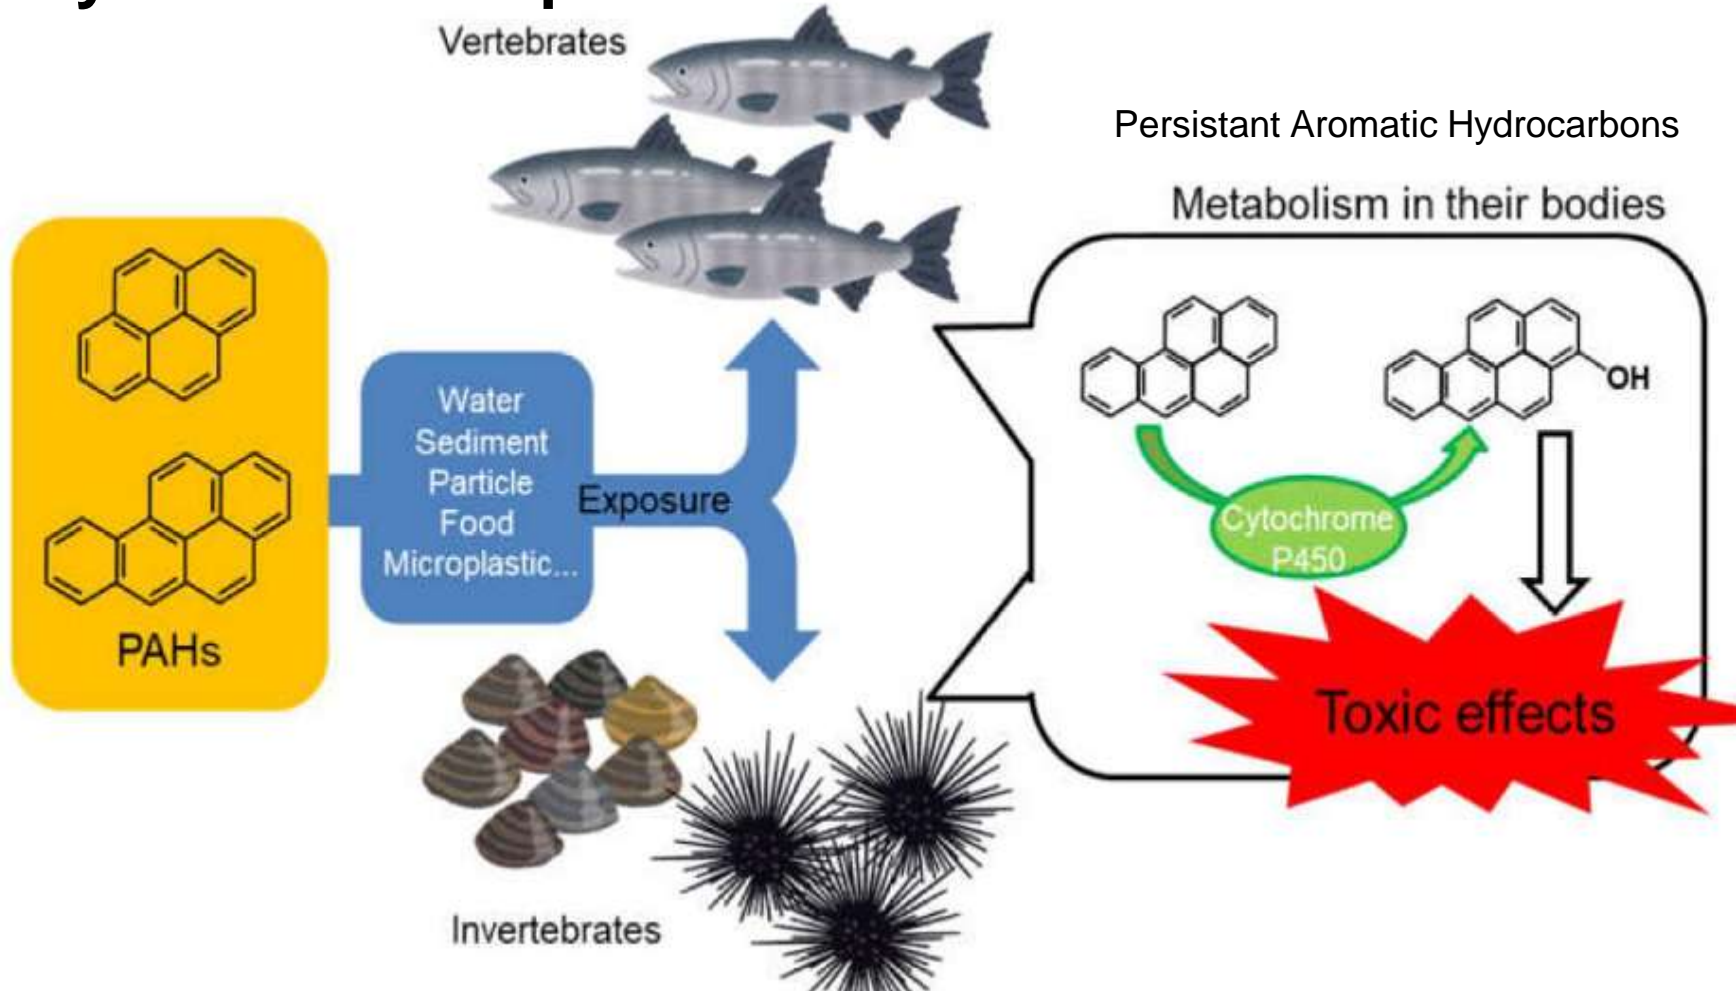 Vertebrates
Persistant Aromatic Hydrocarbons
Metabolism in their bodies
Water
Sediment
Particle
Food
Microplastic...
Exposure
PAHs
OH
Cytochrome
P450
Toxic effects
Invertebrates